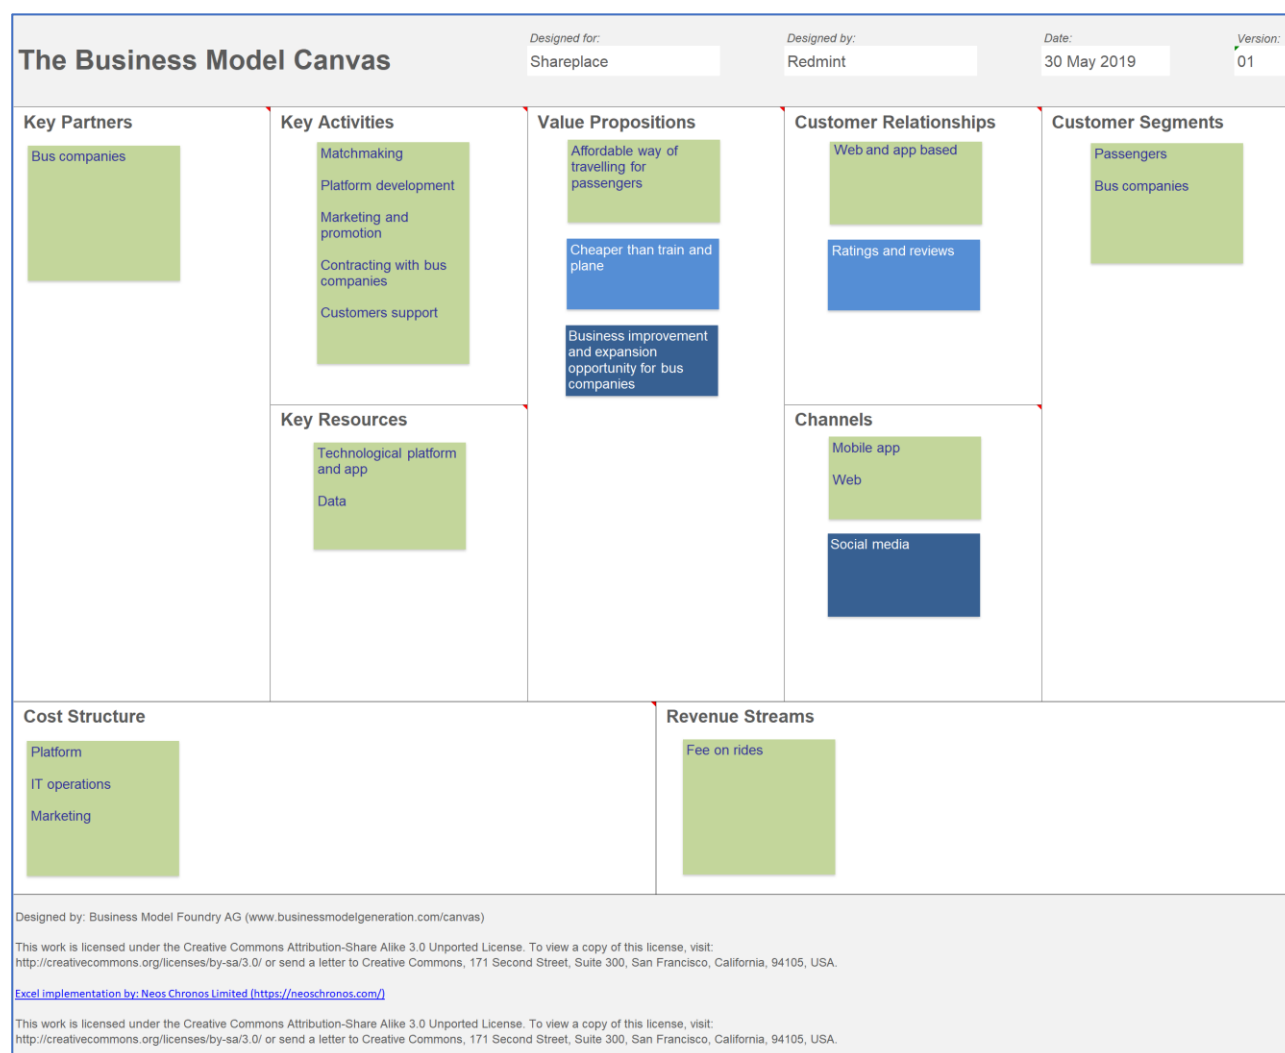 The Business Model Canvas
Designed for:
Shareplace
Designed by:
Redmint
Date:
30 May 2019
Version:
01
Key Partners
Bus companies
Key Activities
Matchmaking
Platform development
Marketing and
promotion
Contracting with bus
companies
Customers support
Key Resources
Technological platform
and app
Data
Value Propositions
Affordable way of
travelling for
passengers
Cheaper than train and
plane
Business improvement
and expansion
opportunity for bus
companies
Customer Relationships
Web and app based
Ratings and reviews
Channels
Mobile app
Web
Social media
Customer Segments
Passengers
Bus companies
Cost Structure
Platform
IT operations
Marketing
Revenue Streams
Fee on rides
Designed by: Business Model Foundry AG (www.businessmodelgeneration.com/canvas)
This work is licensed under the Creative Commons Attribution-Share Alike 3.0 Unported License. To view a copy of this license, visit:
http://creativecommons.org/licenses/by-sa/3.0/ or send a letter to Creative Commons, 171 Second Street, Suite 300, San Francisco, California, 94105, USA.
Excel implementation by: Neos Chronos Limited (https://neoschronos.com/)
This work is licensed under the Creative Commons Attribution-Share Alike 3.0 Unported License. To view a copy of this license, visit:
http://creativecommons.org/licenses/by-sa/3.0/ or send a letter to Creative Commons, 171 Second Street, Suite 300, San Francisco, California, 94105, USA.